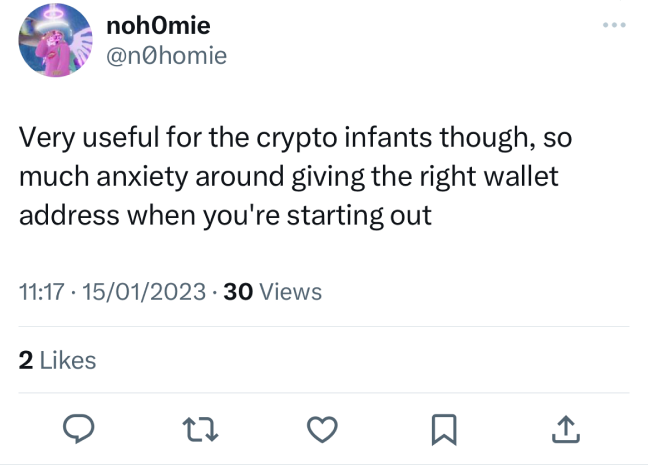 noh0mie
@n0homie
Very useful for the crypto infants though, so
much anxiety around giving the right wallet
address when you're starting out
11:17 · 15/01/2023 · 30 Views
2 Likes